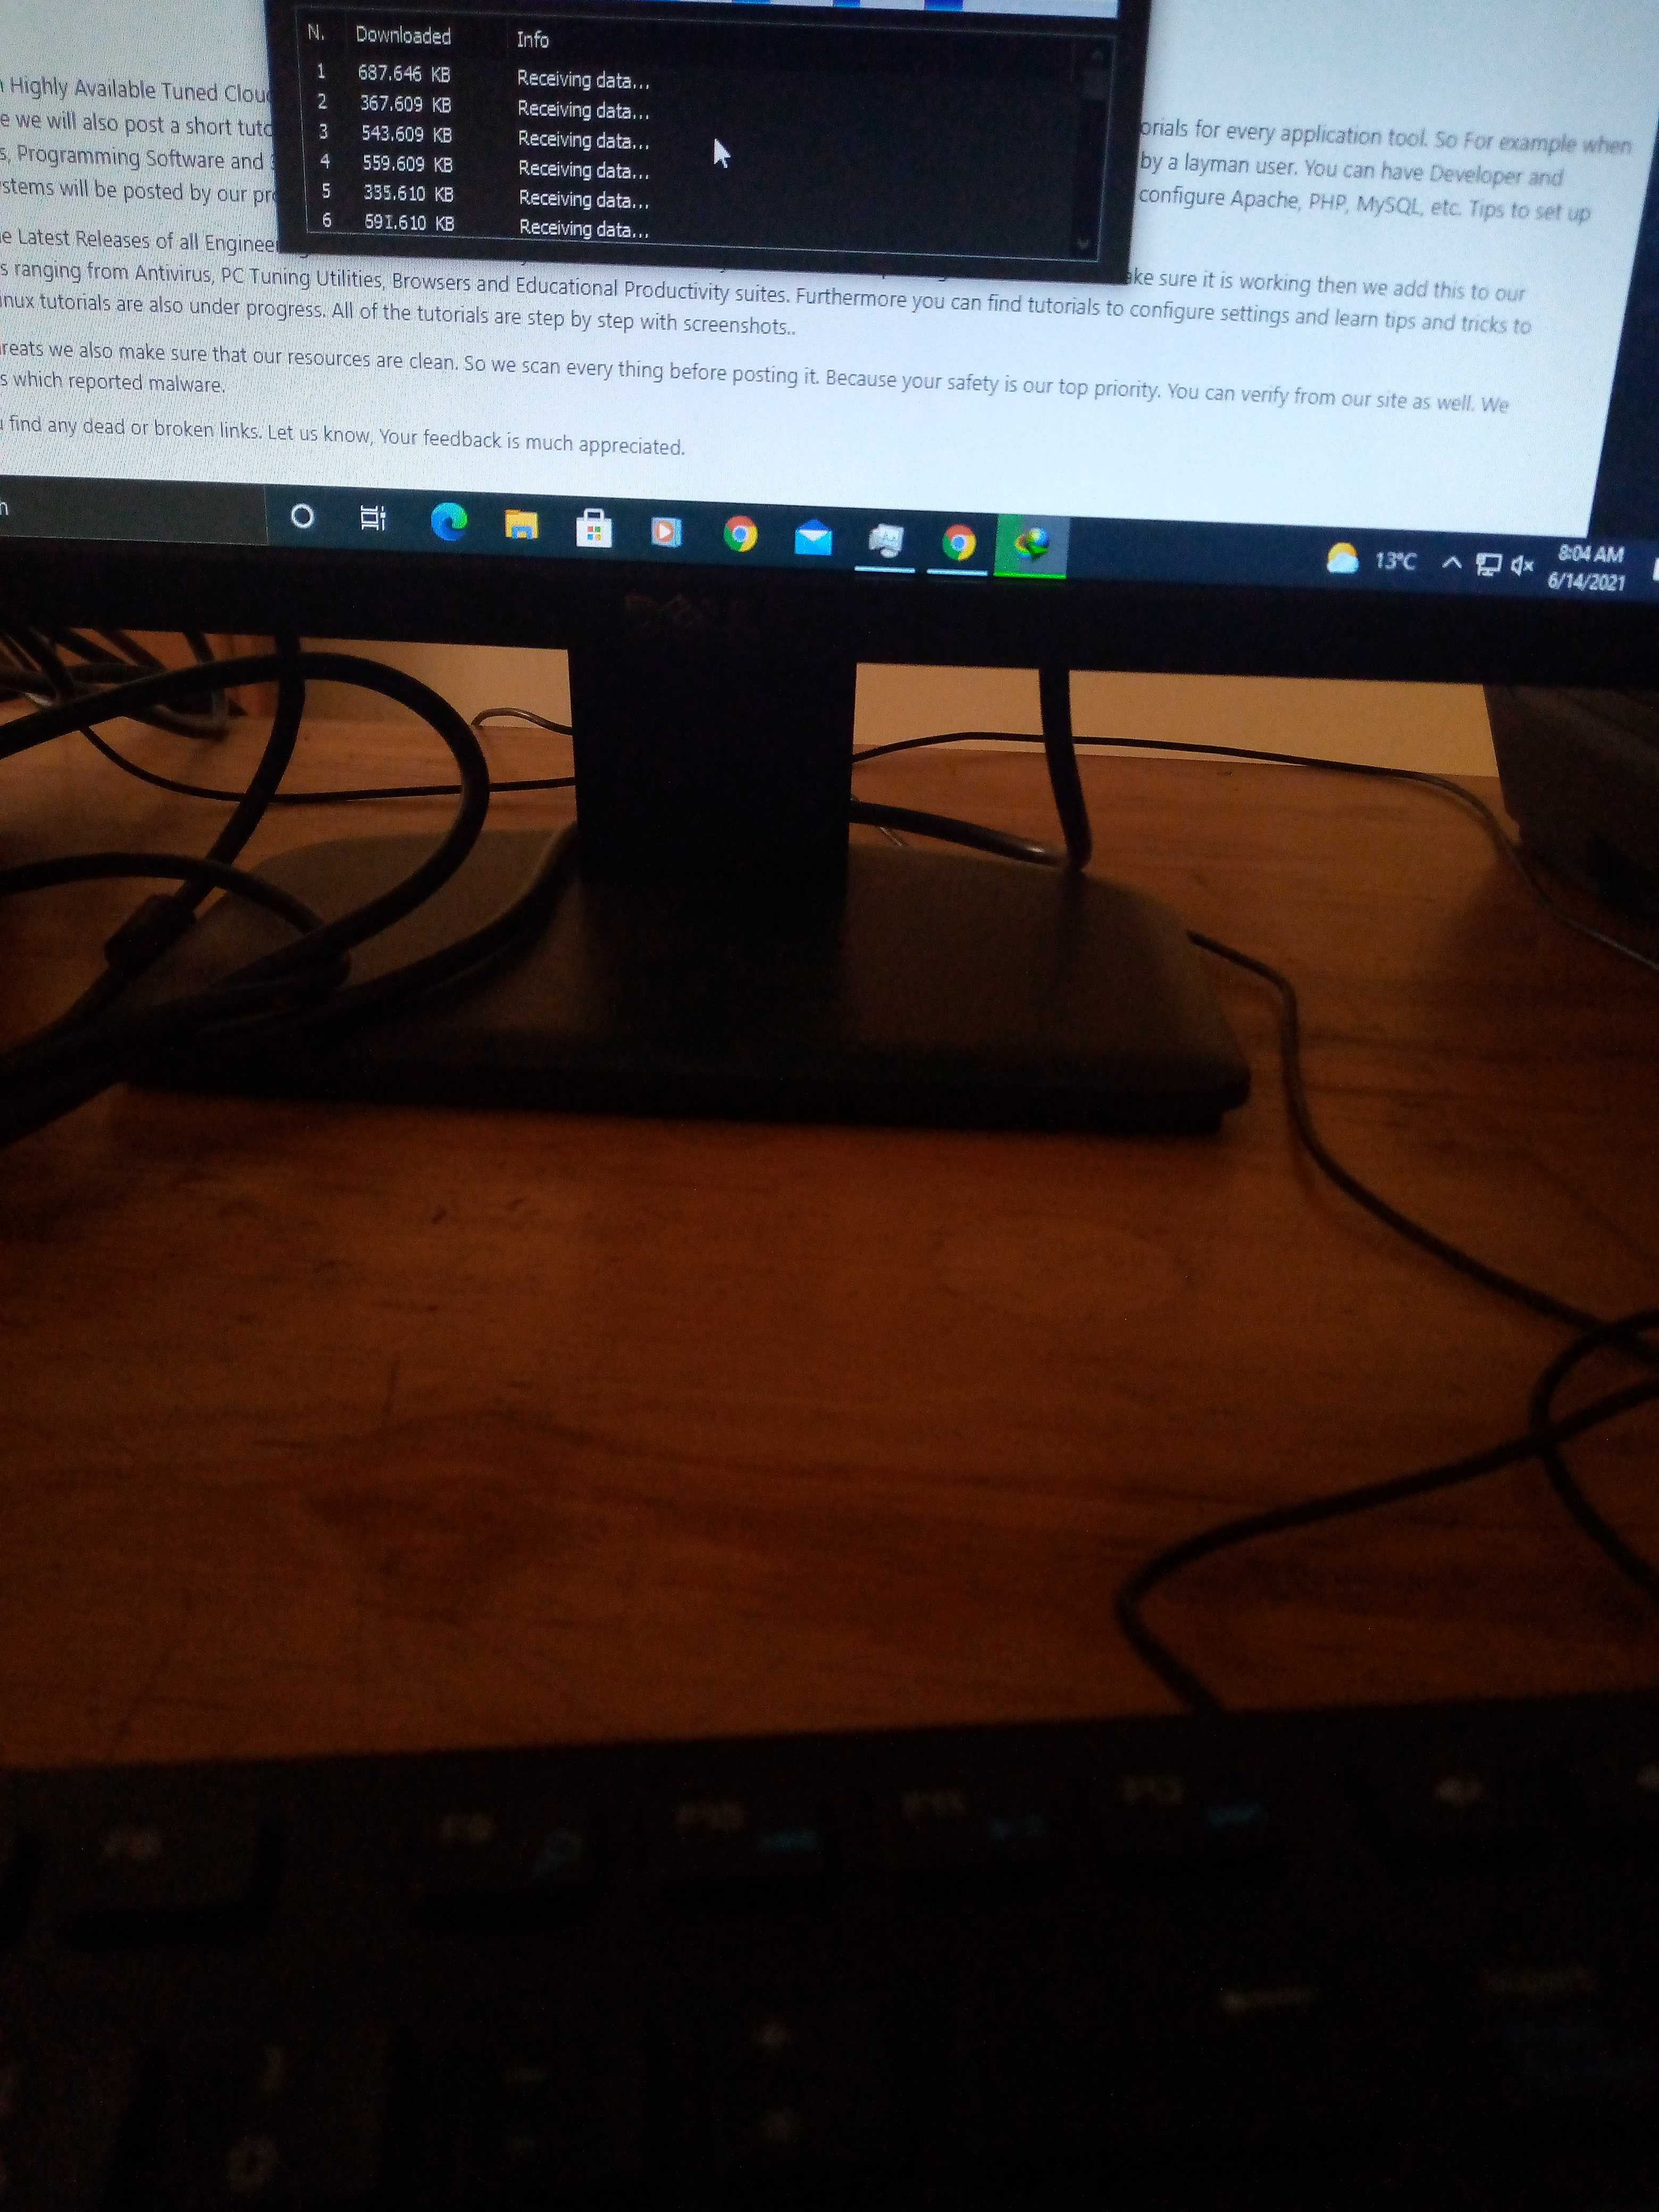 N. Downloaded Info
1 687.646 KB Receiving data...
2 367.609 KB Receiving data...
3 543.609 KB Receiving data...
4 559.609 KB Receiving data...
5 335.610 KB Receiving data...
6 591.610 KB Receiving data...
Highly Available Tuned Clou
e we will also post a short tuto orials for every application tool. So For example when
s, Programming Software and by a layman user. You can have Developer and
stems will be posted by our pr configure Apache, PHP, MySQL, etc. Tips to set up
e Latest Releases of all Enginee ake sure it is working then we add this to our
s ranging from Antivirus, PC Tuning Utilities, Browsers and Educational Productivity suites. Furthermore you can find tutorials to configure settings and learn tips and tricks to
nux tutorials are also under progress. All of the tutorials are step by step with screenshots..
reats we also make sure that our resources are clean. So we scan every thing before posting it. Because your safety is our top priority. You can verify from our site as well. We
s which reported malware.
find any dead or broken links. Let us know, Your feedback is much appreciated.
13°C
8:04 AM
6/14/2021
DELL